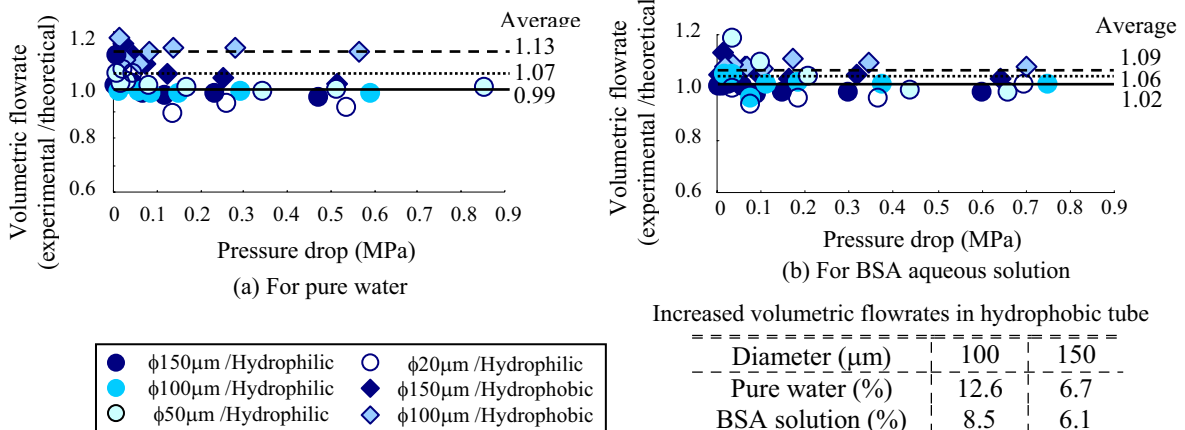 Volumetric flowrate
(experimental /theoretical)
1.2
1.0
0.8
0.6
0
0.1
0.2
0.3
0.4
0.5
0.6
0.7
0.8
0.9
Average
1.13
1.07
0.99
Pressure drop (MPa)
(a) For pure water
Volumetric flowrate
(experimental /theoretical)
1.2
1.0
0.8
0.6
0
0.1
0.2
0.3
0.4
0.5
0.6
0.7
0.8
0.9
Average
1.09
1.06
1.02
Pressure drop (MPa)
(b) For BSA aqueous solution
ϕ150μm /Hydrophilic
ϕ100μm /Hydrophilic
ϕ50μm /Hydrophilic
ϕ20μm /Hydrophilic
ϕ150μm /Hydrophobic
ϕ100μm /Hydrophobic
Increased volumetric flowrates in hydrophobic tube
Diameter (μm) 100 150
Pure water (%) 12.6 6.7
BSA solution (%) 8.5 6.1